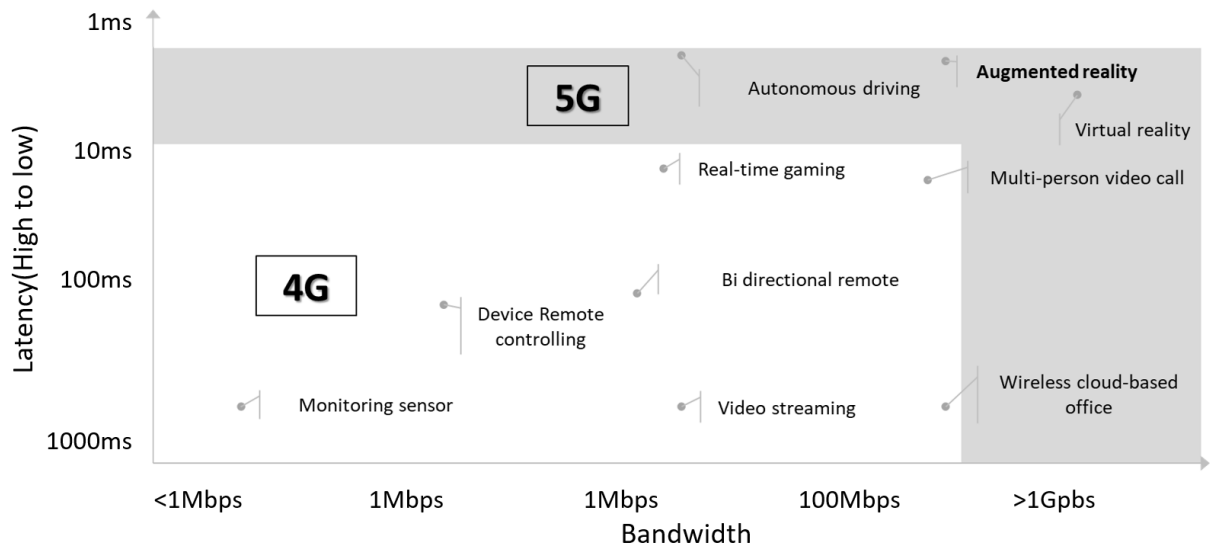 1ms
Augmented reality
5G
Autonomous driving
Virtual reality
10ms
Real-time gaming
Multi-person video call
Latency(High to low)
100ms
4G
Bi directional remote
Device Remote
controlling
Monitoring sensor
Video streaming
Wireless cloud-based
office
1000ms
<1Mbps
1Mbps
1Mbps
100Mbps
>1Gpbs
Bandwidth